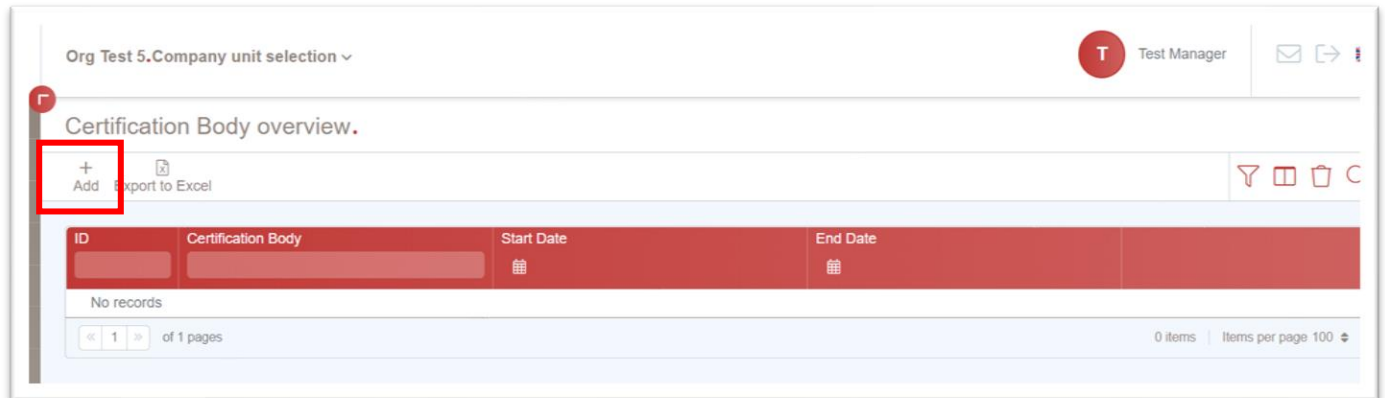 Org Test 5.Company unit selection
T
Test Manager
Certification Body overview.
+
Add
Export to Excel
ID
Certification Body
Start Date
End Date
No records
« 1 » of 1 pages
0 items
Items per page 100